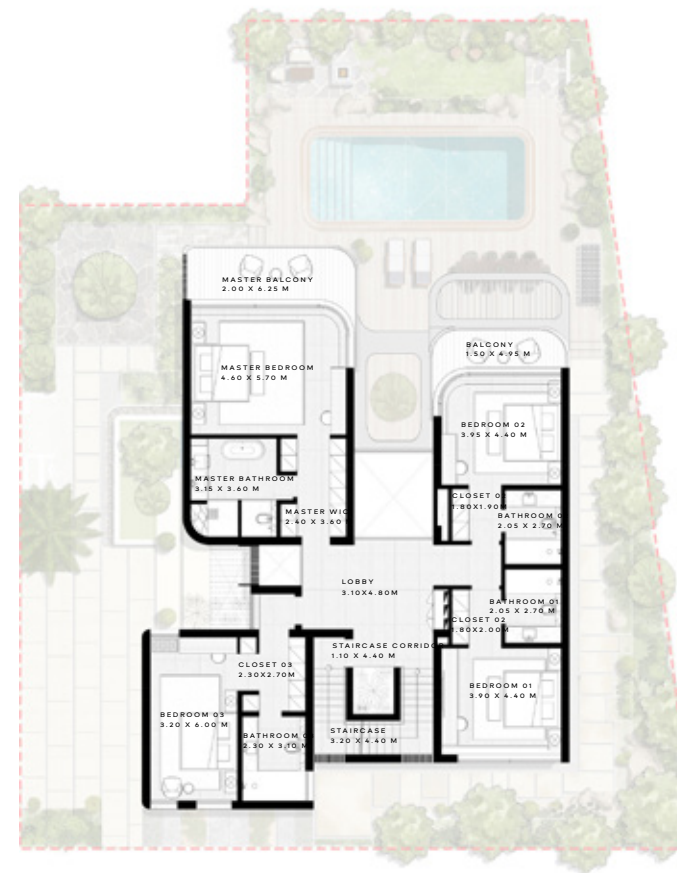 MASTER BALCONY
2.00 X 6.25 M
BALCONY
1.50 X 4.95 M
MASTER BEDROOM
4.60 X 5.70 M
BEDROOM 02
3.95 X 4.40 M
MASTER BATHROOM
3.15 X 3.60 M
CLOSET
1.80X1.90
MASTER WIC
2.40 X 3.60
BATHROOM
2.05 X 2.70 M
LOBBY
3.10X4.80M
BATHROOM 01
2.05 X 2.70 M
CLOSET 02
1.80X2.00M
STAIRCASE CORRIDO
1.10 X 4.40 M
CLOSET 03
2.30X2.70M
BEDROOM 01
3.90 X 4.40 M
BEDROOM 03
3.20 X 6.00 M
STAIRCASE
3.20 X 4.40 M
BATHROOM
2.30 X 3.10